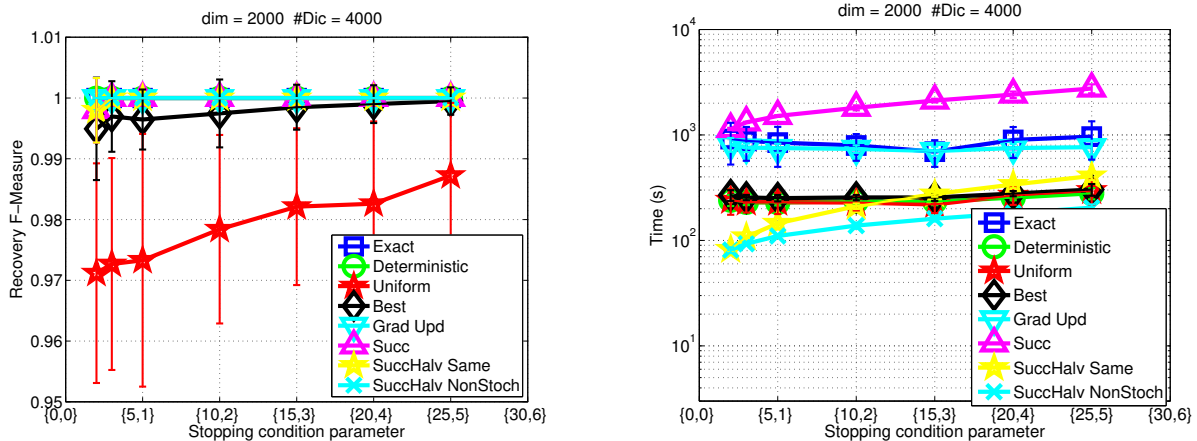 dim = 2000 #Dic = 4000
1.01
1
0.99
0.98
0.97
0.96
0.95
Recovery F−Measure
{0,0}
{5,1}
{10,2}
{15,3}
{20,4}
{25,5}
{30,6}
Stopping condition parameter
Exact
Deterministic
Uniform
Best
Grad Upd
Succ
SuccHalv Same
SuccHalv NonStoch
dim = 2000 #Dic = 4000
10^4
10^3
10^2
10^1
Time (s)
{0,0}
{5,1}
{10,2}
{15,3}
{20,4}
{25,5}
{30,6}
Stopping condition parameter
Exact
Deterministic
Uniform
Best
Grad Upd
Succ
SuccHalv Same
SuccHalv NonStoch